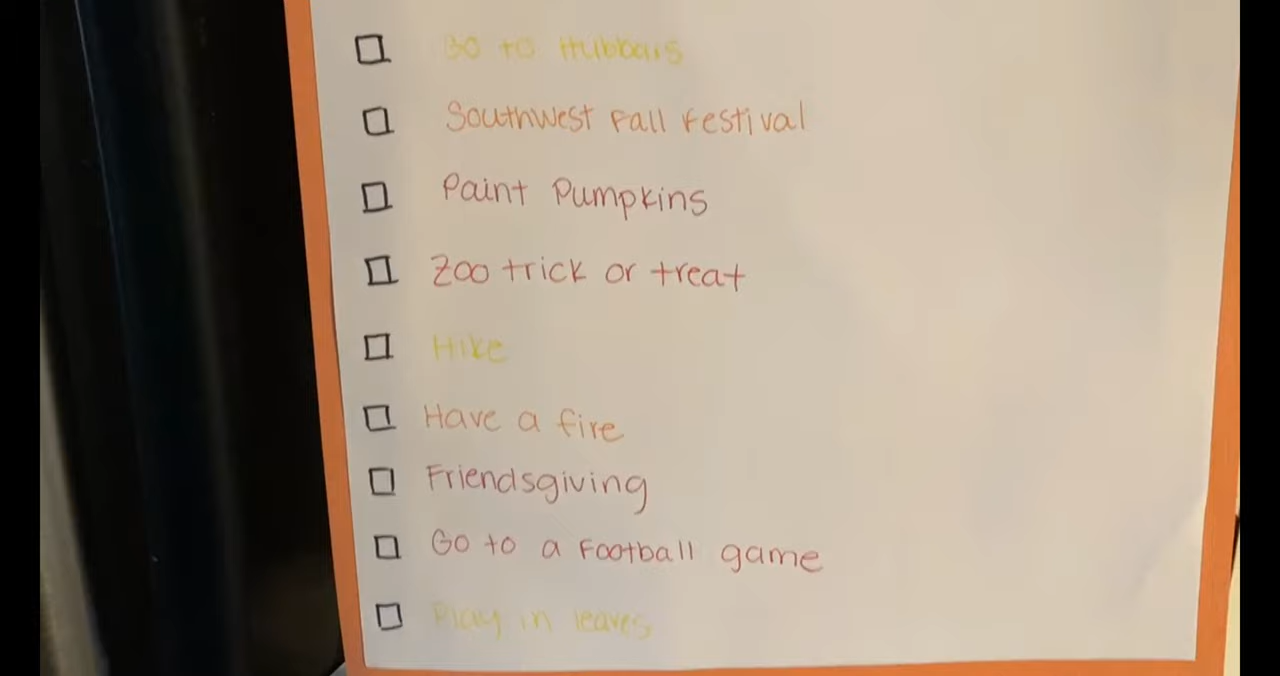 Go to Hubbars
Southwest Fall Festival
Paint Pumpkins
Zoo trick or treat
Hike
Have a fire
Friendsgiving
Go to a Football game
Play in leaves